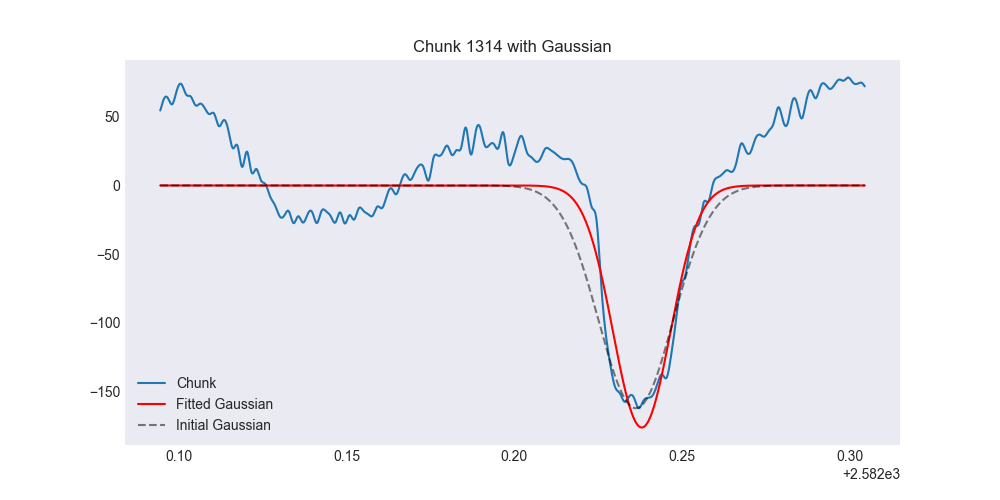 Chunk 1314 with Gaussian
50
0
−50
−100
−150
Chunk
Fitted Gaussian
Initial Gaussian
0.10 0.15 0.20 0.25 0.30
+2.582e3